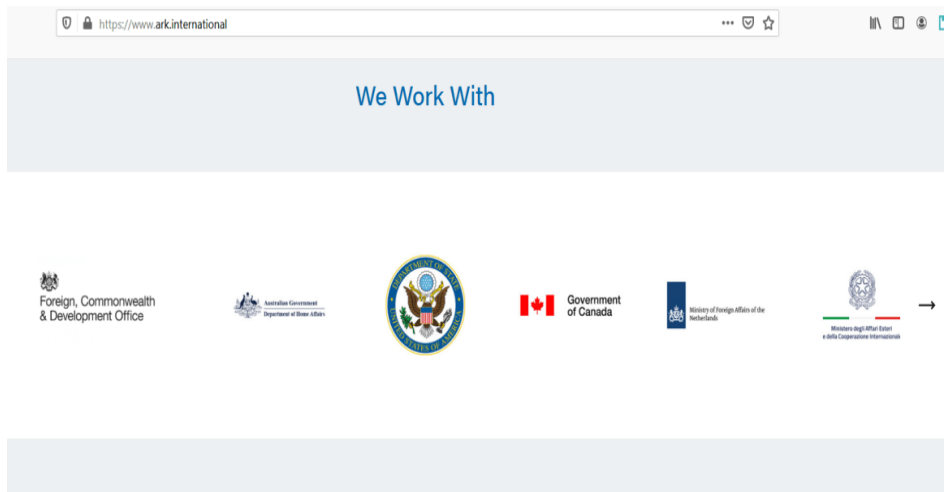 https://www.ark.international
We Work With
Foreign, Commonwealth
& Development Office
Australian Government
Department of Home Affairs
DEPARTMENT OF STATE
UNITED STATES OF AMERICA
Government
of Canada
Ministry of Foreign Affairs of the
Netherlands
Ministero degli Affari Esteri
e della Cooperazione Internazionale